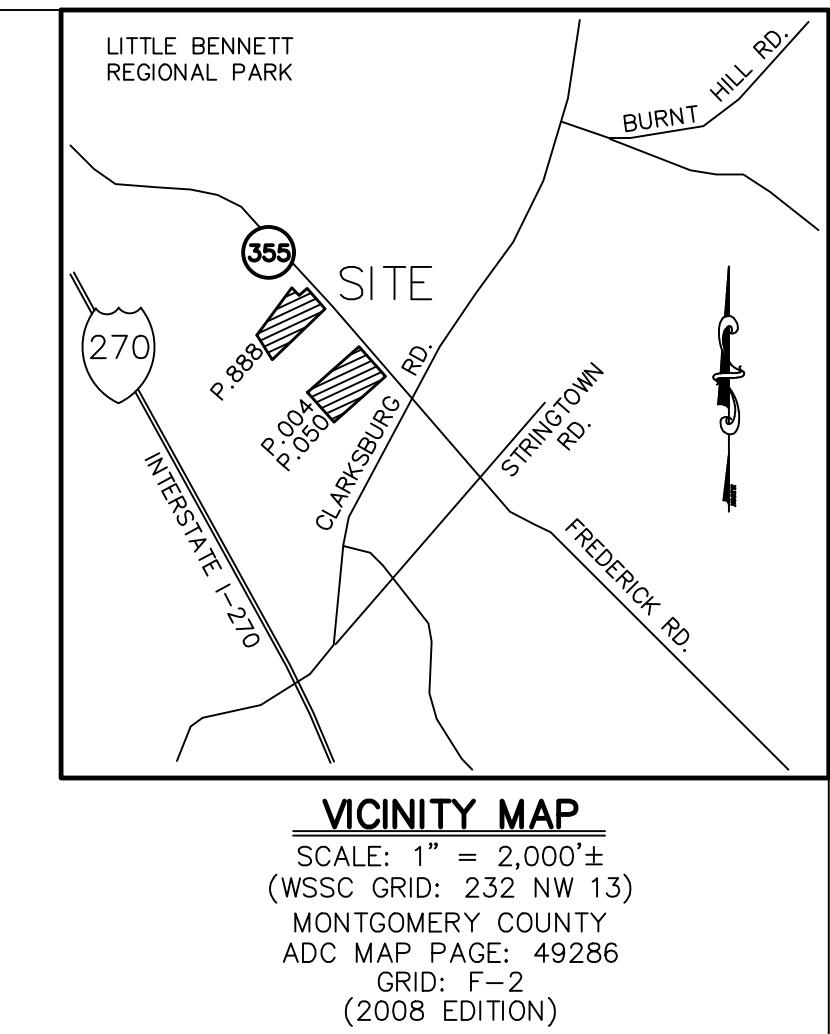 LITTLE BENNETT
REGIONAL PARK
BURNT HILL RD.
355
SITE
270
P.888
P.004
P.050
CLARKSBURG RD.
STRINGTOWN
RD.
INTERSTATE I-270
FREDERICK RD.
VICINITY MAP
SCALE: 1" = 2,000'±
(WSSC GRID: 232 NW 13)
MONTGOMERY COUNTY
ADC MAP PAGE: 49286
GRID: F-2
(2008 EDITION)